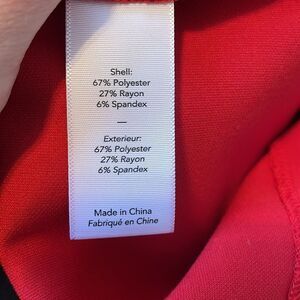 Shell:
67% Polyester
27% Rayon
6% Spandex
—
Exterieur:
67% Polyester
27% Rayon
6% Spandex
Made in China
Fabriqué en Chine